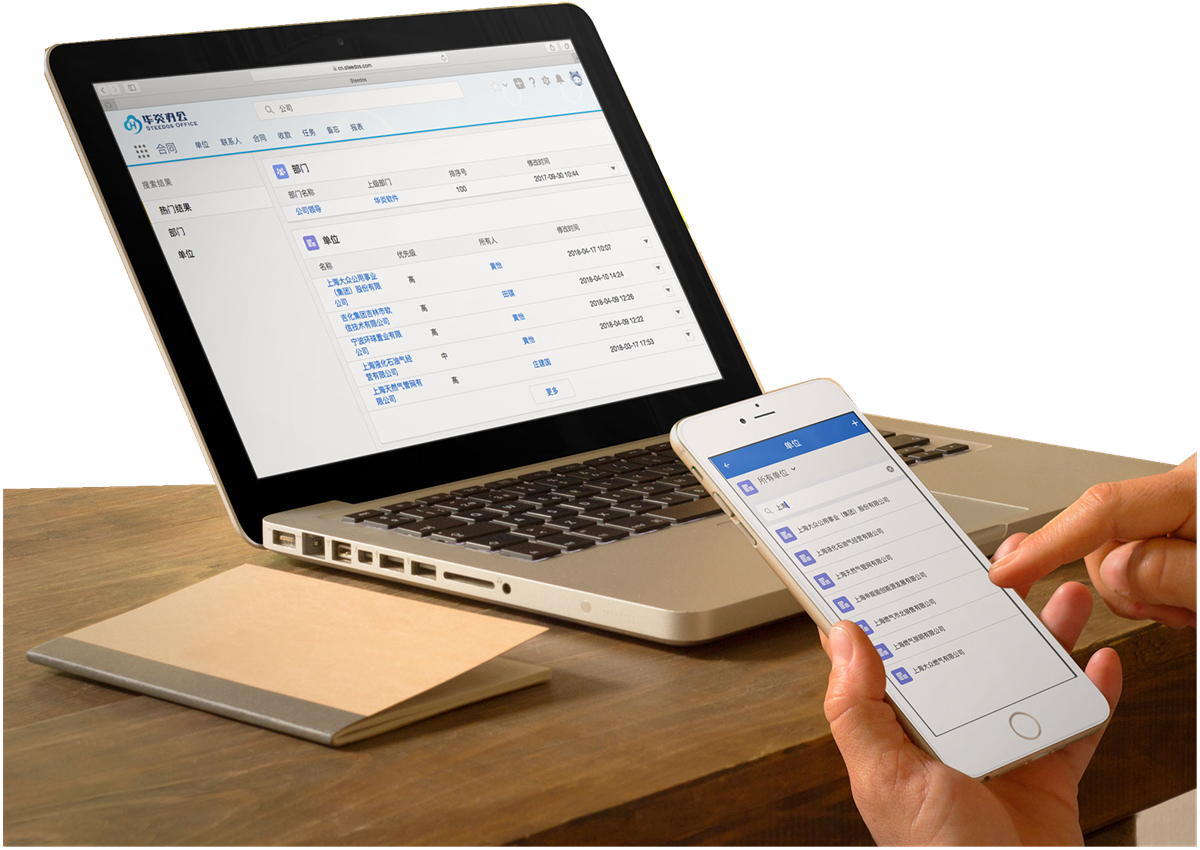 cn.steedos.com
Steedos
华炎办公
STEEDOS OFFICE
公司
合同 单位 联系人 合同 收款 任务 备忘 报表
搜索结果
热门结果
部门
单位
部门
部门名称 上级部门 排序号 修改时间
公司领导 华炎软件 100 2017-09-30 10:44
单位
名称 优先级 所有人 修改时间
上海大众公用事业
（集团）股份有限
公司
高 黄怡 2018-04-17 10:07
吉化集团吉林市软
信技术有限公司
高 田骐 2018-04-10 14:24
宁波环球置业有限
公司
高 黄怡 2018-04-09 12:26
上海液化石油气经
营有限公司
中 黄怡 2018-04-09 12:22
上海天然气管网有
限公司
高 庄建国 2018-03-17 17:53
更多
单位
所有单位
上海
上海大众公用事业（集团）股份有限公司
上海液化石油气经营有限公司
上海天然气管网有限公司
上海申能能创能源发展有限公司
上海燃气市北销售有限公司
上海燃气崇明有限公司
上海大众燃气有限公司